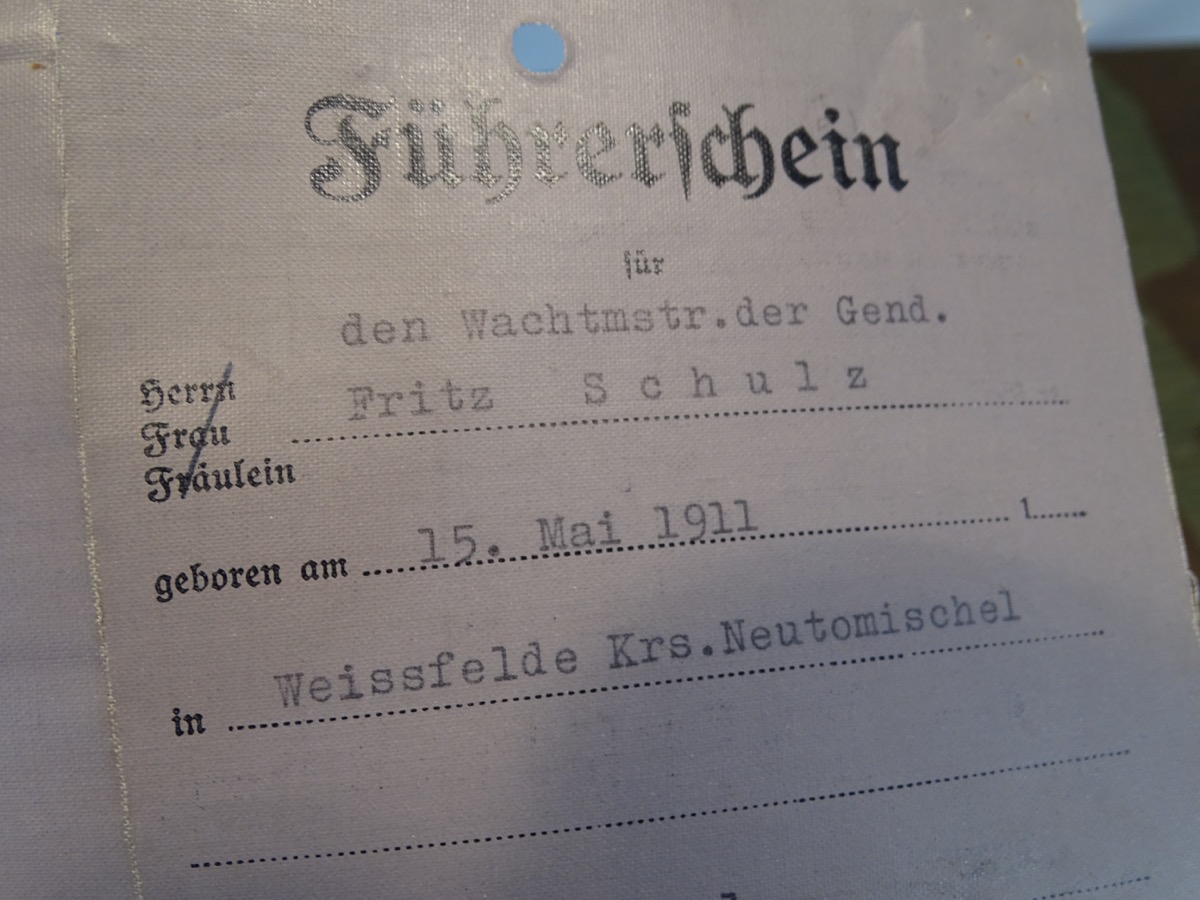 Führerschein
für
den Wachtmstr.der Gend.
Herrn
Fritz Schulz
Frau
Fräulein
geboren am 15. Mai 1911 1
in Weissfelde Krs.Neutomischel